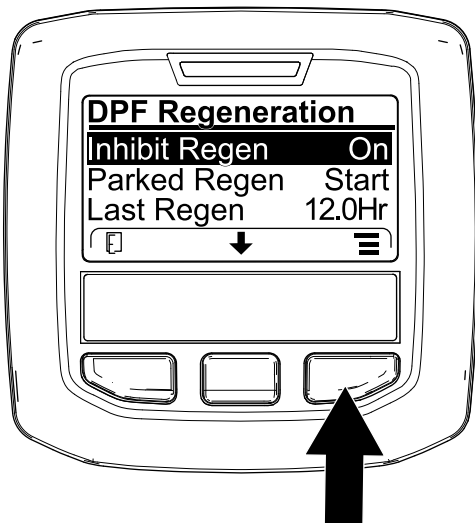 DPF Regeneration
Inhibit Regen On
Parked Regen Start
Last Regen 12.0Hr